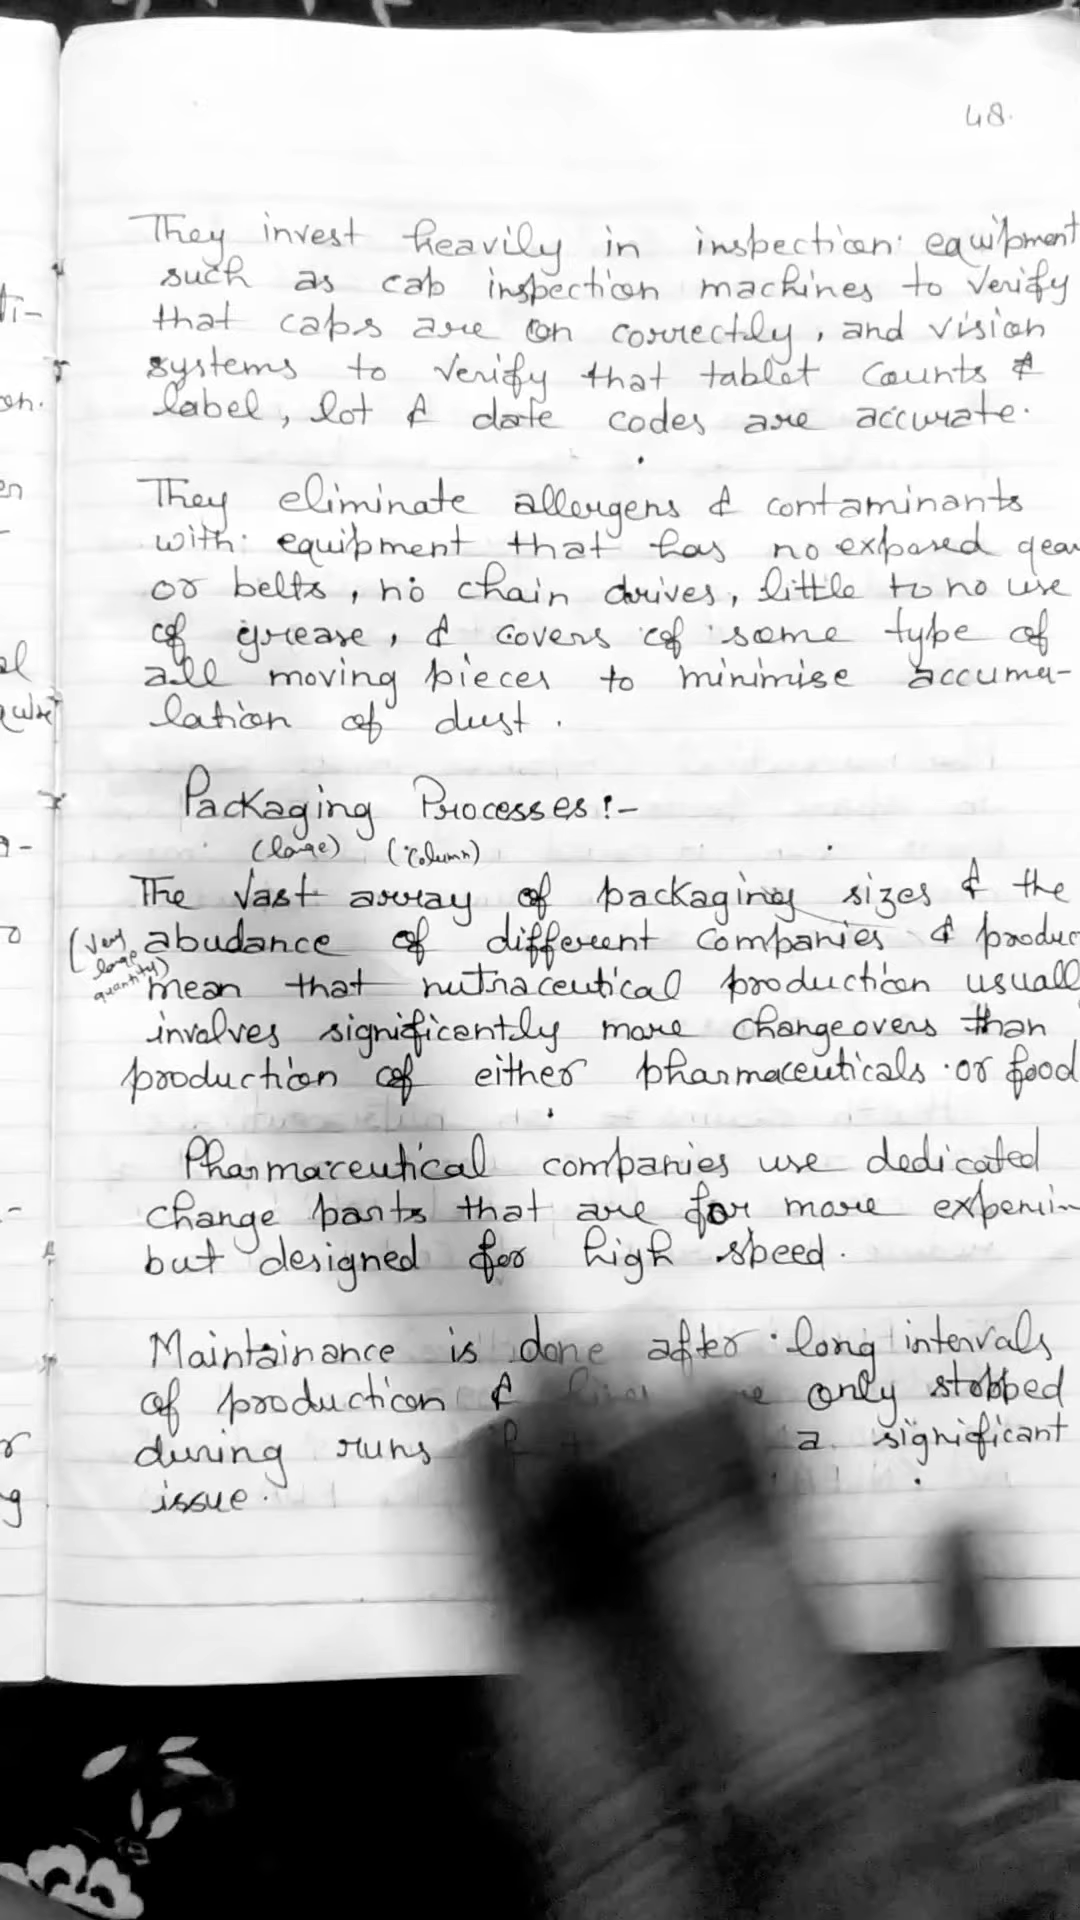 48.
They invest heavily in inspection equipment
such as cap inspection machines to verify
that caps are on correctly, and vision
systems to verify that tablet counts &
label, lot & date codes are accurate.
They eliminate allergens & contaminants
with equipment that has no exposed gear
or belts, no chain drives, little to no use
of grease, & covers of some type of
all moving pieces to minimise accumu-
lation of dust.
Packaging Processes:-
(large) (column)
The vast array of packaging sizes & the
(very large quantity) abudance of different companies & produc
mean that nutraceutical production usuall
involves significantly more changeovers than
production of either pharmaceuticals or food
Pharmaceutical companies use dedicated
change parts that are far more expensi-
but designed for high speed.
Maintainance is done after long intervals
of production & only stopped
during runs a significant
issue.